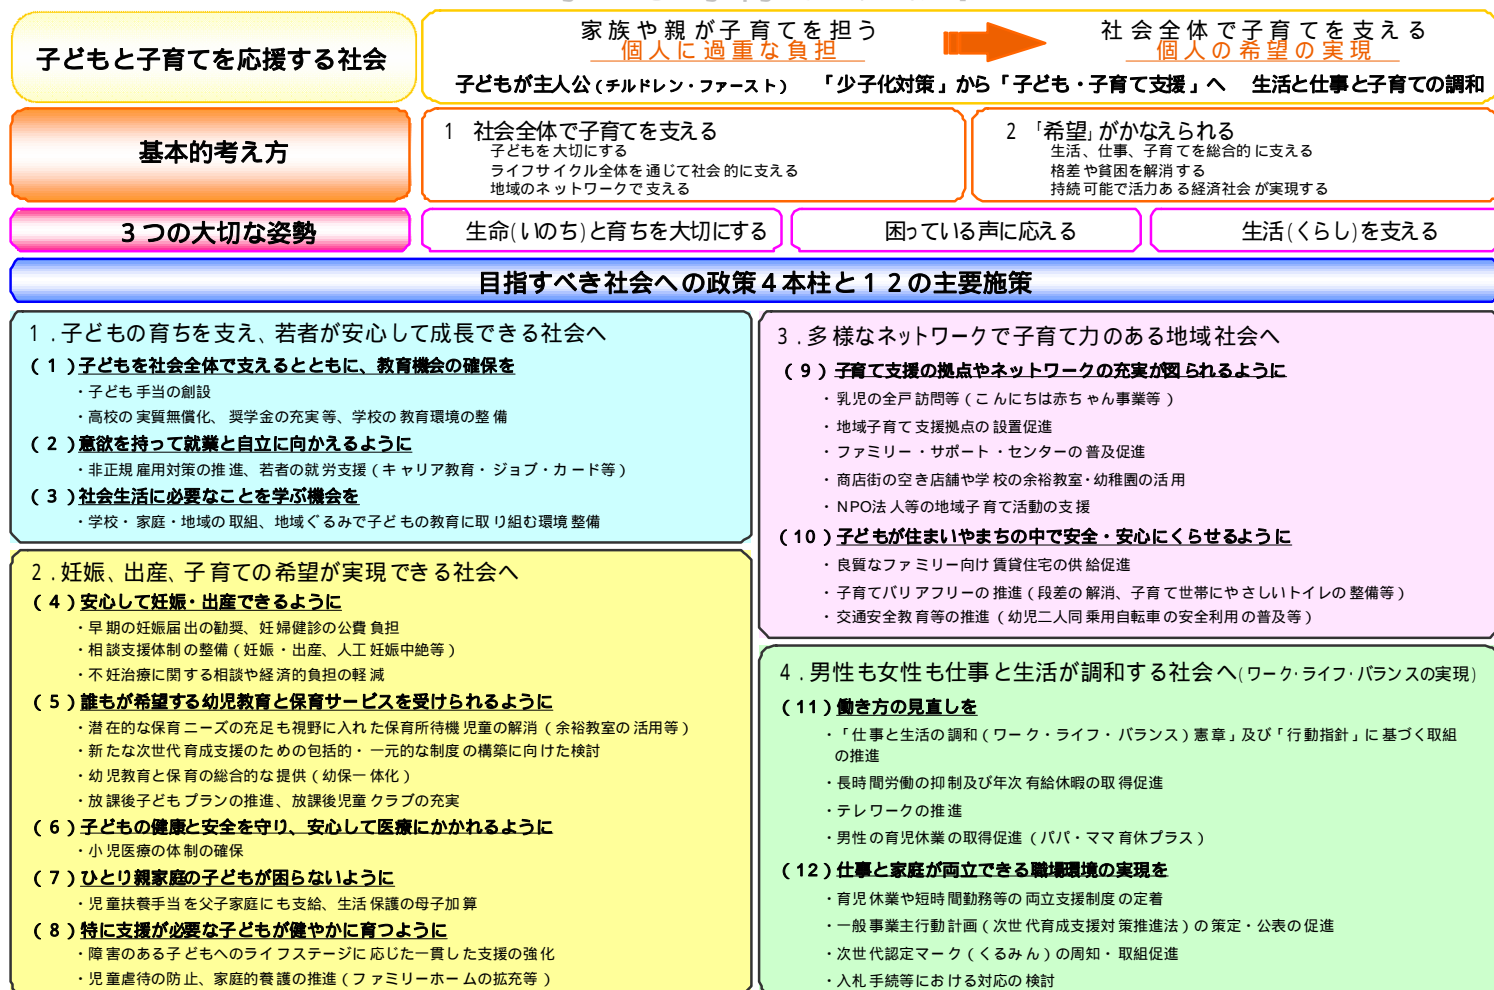 子どもと子育てを応援する社会
家族や親が子育てを担う
個人に過重な負担
社会全体で子育てを支える
個人の希望の実現
子どもが主人公(チルドレン・ファースト) 「少子化対策」から「子ども・子育て支援」へ 生活と仕事と子育ての調和
基本的考え方
1 社会全体で子育てを支える
子どもを大切にする
ライフサイクル全体を通じて社会的に支える
地域のネットワークで支える
2 「希望」がかなえられる
生活、仕事、子育てを総合的に支える
格差や貧困を解消する
持続可能で活力ある経済社会が実現する
3つの大切な姿勢
生命(いのち)と育ちを大切にする
困っている声に応える
生活(くらし)を支える
目指すべき社会への政策4本柱と12の主要施策
1.子どもの育ちを支え、若者が安心して成長できる社会へ
(1)子どもを社会全体で支えるとともに、教育機会の確保を
・子ども手当の創設
・高校の実質無償化、奨学金の充実等、学校の教育環境の整備
(2)意欲を持って就業と自立に向かえるように
・非正規雇用対策の推進、若者の就労支援(キャリア教育・ジョブ・カード等)
(3)社会生活に必要なことを学ぶ機会を
・学校・家庭・地域の取組、地域ぐるみで子どもの教育に取り組む環境整備
2.妊娠、出産、子育ての希望が実現できる社会へ
(4)安心して妊娠・出産できるように
・早期の妊娠届出の勧奨、妊婦健診の公費負担
・相談支援体制の整備(妊娠・出産、人工妊娠中絶等)
・不妊治療に関する相談や経済的負担の軽減
(5)誰もが希望する幼児教育と保育サービスを受けられるように
・潜在的な保育ニーズの充足も視野に入れた保育所待機児童の解消(余裕教室の活用等)
・新たな次世代育成支援のための包括的・一元的な制度の構築に向けた検討
・幼児教育と保育の総合的な提供(幼保一体化)
・放課後子どもプランの推進、放課後児童クラブの充実
(6)子どもの健康と安全を守り、安心して医療にかかれるように
・小児医療の体制の確保
(7)ひとり親家庭の子どもが困らないように
・児童扶養手当を父子家庭にも支給、生活保護の母子加算
(8)特に支援が必要な子どもが健やかに育つように
・障害のある子どもへのライフステージに応じた一貫した支援の強化
・児童虐待の防止、家庭的養護の推進(ファミリーホームの拡充等)
3.多様なネットワークで子育て力のある地域社会へ
(9)子育て支援の拠点やネットワークの充実が図られるように
・乳児の全戸訪問等(こんにちは赤ちゃん事業等)
・地域子育て支援拠点の設置促進
・ファミリー・サポート・センターの普及促進
・商店街の空き店舗や学校の余裕教室・幼稚園の活用
・NPO法人等の地域子育て活動の支援
(10)子どもが住まいやまちの中で安全・安心にくらせるように
・良質なファミリー向け賃貸住宅の供給促進
・子育てバリアフリーの推進(段差の解消、子育て世帯にやさしいトイレの整備等)
・交通安全教育等の推進(幼児二人同乗用自転車の安全利用の普及等)
4.男性も女性も仕事と生活が調和する社会へ(ワーク・ライフ・バランスの実現)
(11)働き方の見直しを
・「仕事と生活の調和(ワーク・ライフ・バランス)憲章」及び「行動指針」に基づく取組
の推進
・長時間労働の抑制及び年次有給休暇の取得促進
・テレワークの推進
・男性の育児休業の取得促進(パパ・ママ育休プラス)
(12)仕事と家庭が両立できる職場環境の実現を
・育児休業や短時間勤務等の両立支援制度の定着
・一般事業主行動計画(次世代育成支援対策推進法)の策定・公表の促進
・次世代認定マーク(くるみん)の周知・取組促進
・入札手続等における対応の検討